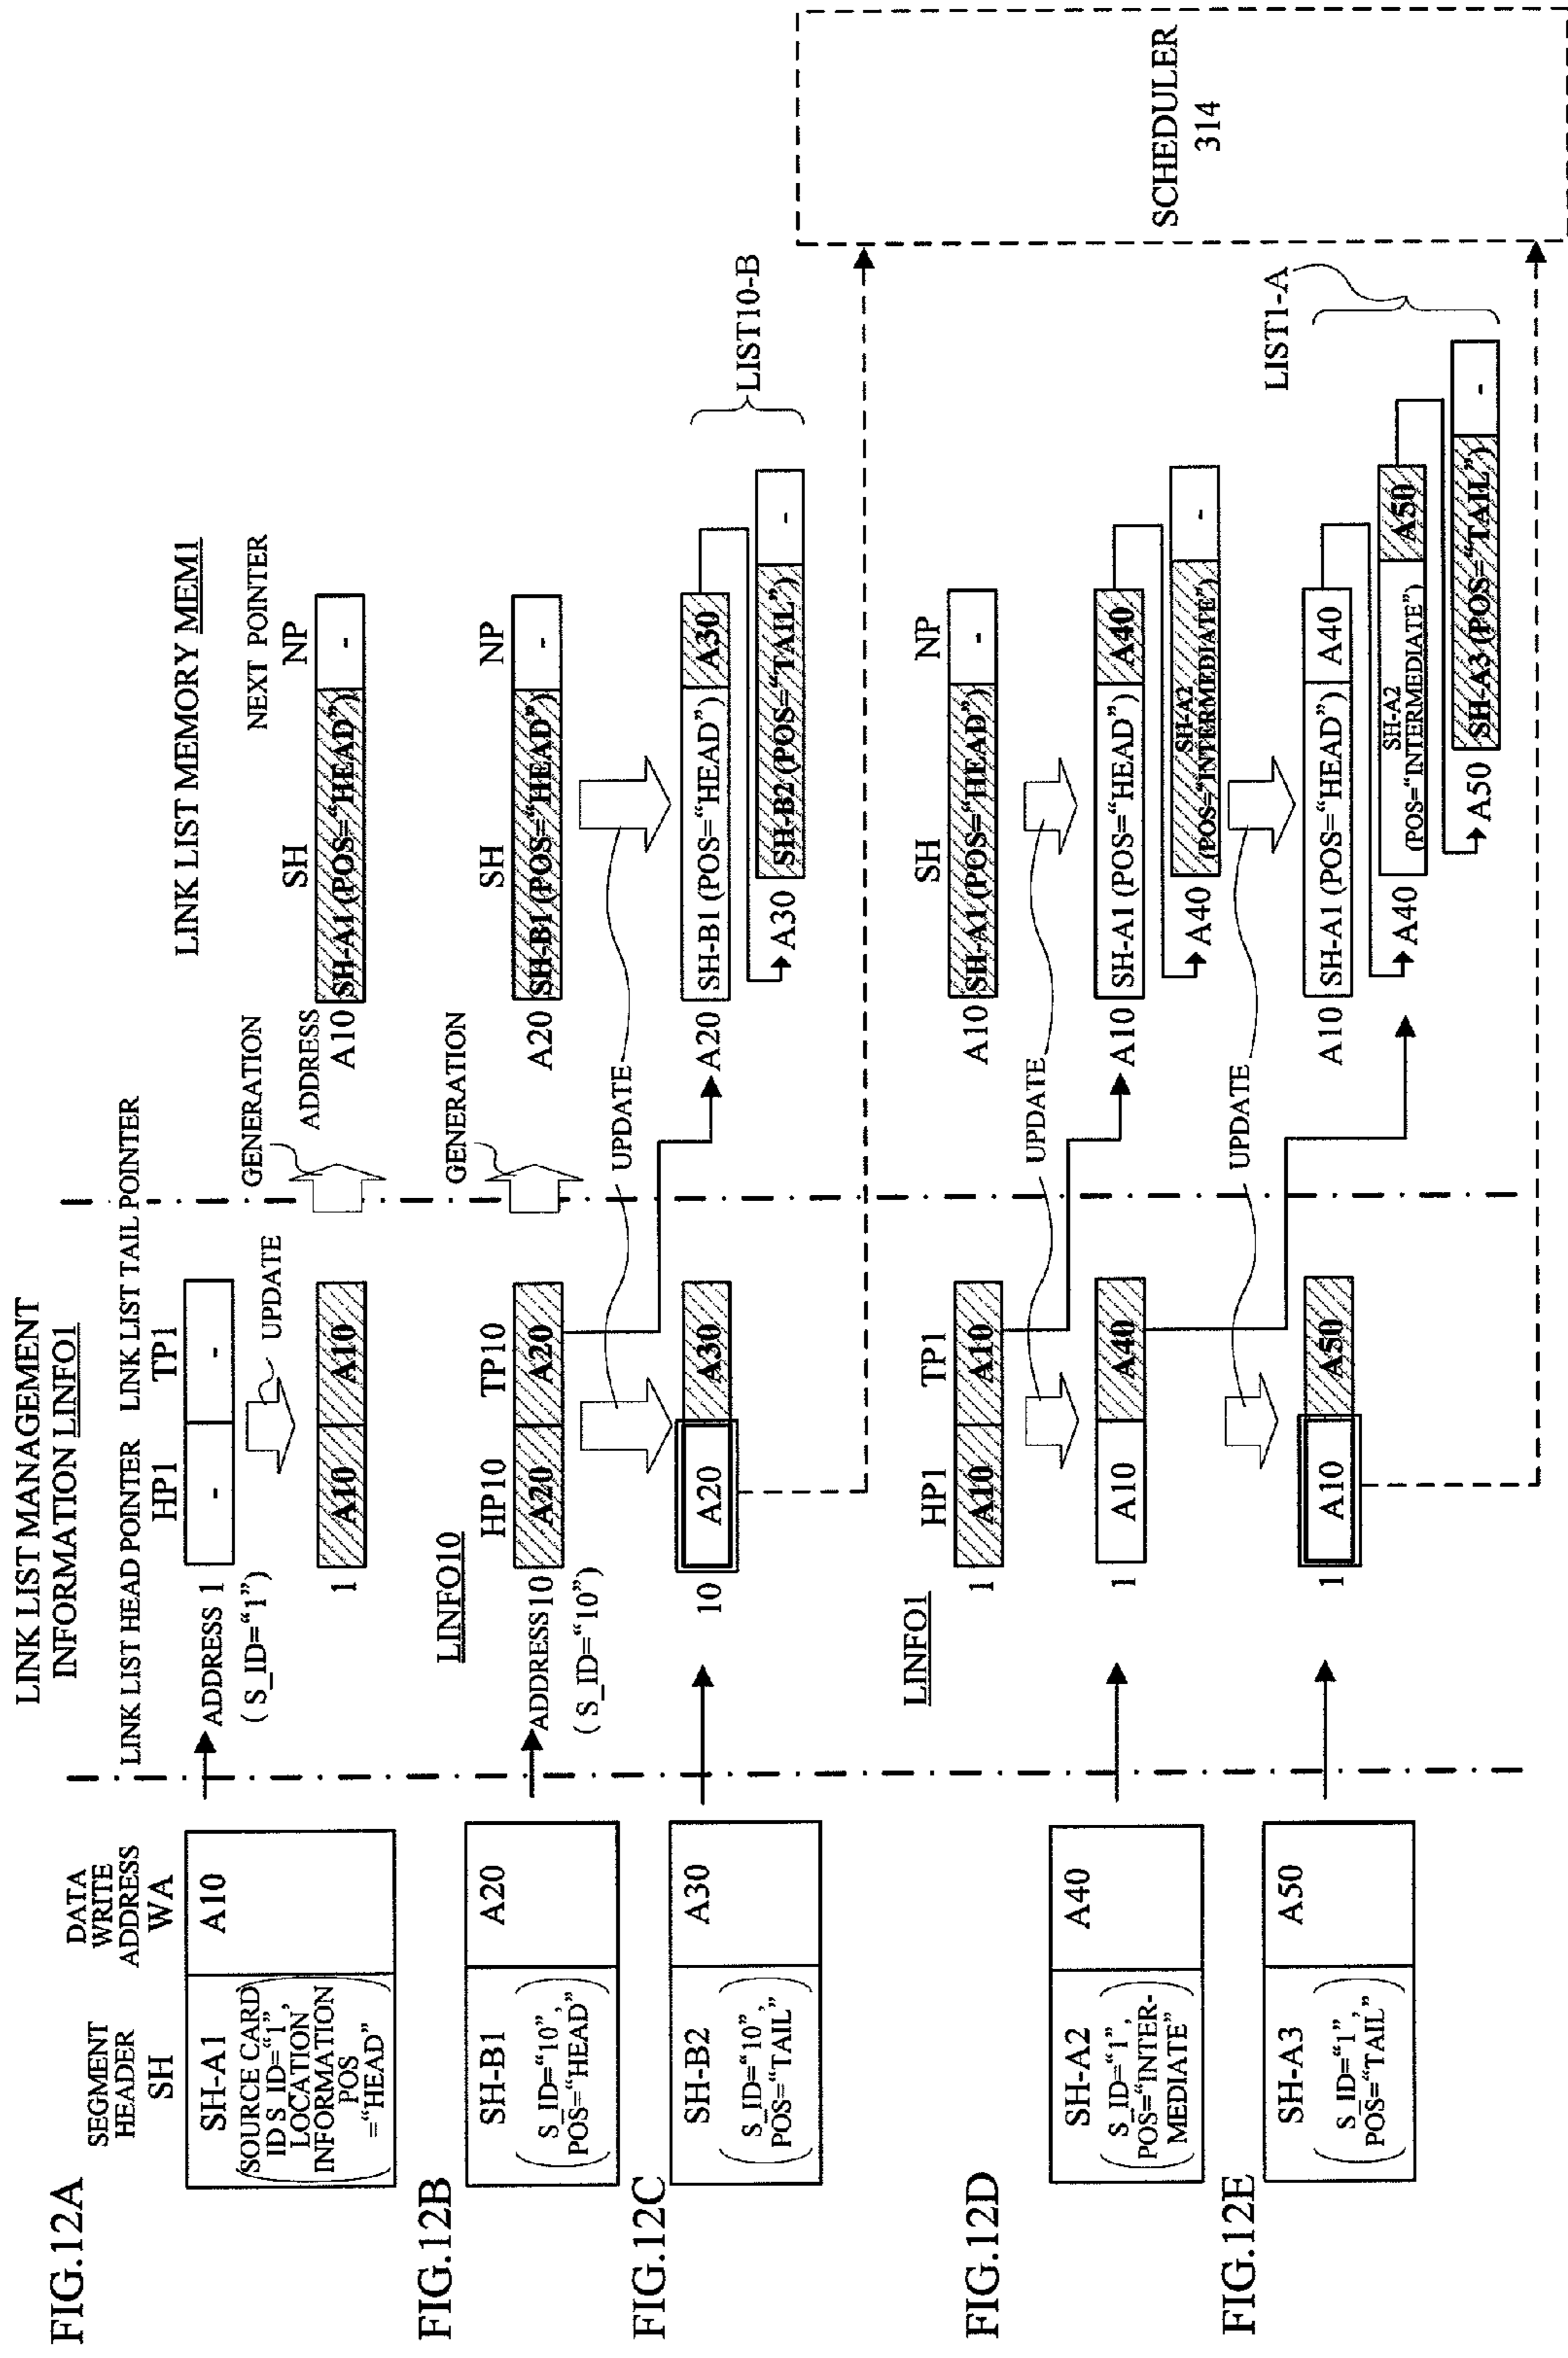 LINK LIST MANAGEMENT
INFORMATION LINFO1
LINK LIST MEMORY MEM1
FIG.12A
SEGMENT
HEADER
SH
DATA
WRITE
ADDRESS
WA
LINK LIST HEAD POINTER
HP1
LINK LIST TAIL POINTER
TP1
SH-A1
SOURCE CARD
ID S_ID=“1”,
LOCATION
INFORMATION
POS
=“HEAD”
A10
ADDRESS 1
( S_ID=“1”)
-
-
UPDATE
1
A10
A10
GENERATION
ADDRESS
SH
NEXT POINTER
NP
A10
SH-A1 (POS=“HEAD”)
-
FIG.12B
SH-B1
S_ID=“10”,
POS=“HEAD”
A20
LINFO10
HP10
TP10
ADDRESS10
( S_ID=“10”)
A20
A20
GENERATION
SH
NP
A20
SH-B1 (POS=“HEAD”)
-
FIG.12C
SH-B2
S_ID=“10”,
POS=“TAIL”
A30
UPDATE
10
A20
A30
A20
SH-B1 (POS=“HEAD”)
A30
A30
SH-B2 (POS=“TAIL”)
-
LIST10-B
SCHEDULER
314
FIG.12D
LINFO1
HP1
TP1
1
A10
A10
SH
NP
A10
SH-A1 (POS=“HEAD”)
-
SH-A2
S_ID=“1”,
POS=“INTER-
MEDIATE”
A40
UPDATE
1
A10
A40
A10
SH-A1 (POS=“HEAD”)
A40
A40
SH-A2
(POS=“INTERMEDIATE”)
-
FIG.12E
SH-A3
S_ID=“1”,
POS=“TAIL”
A50
UPDATE
1
A10
A50
A10
SH-A1 (POS=“HEAD”)
A40
A40
SH-A2
(POS=“INTERMEDIATE”)
A50
A50
SH-A3 (POS=“TAIL”)
-
LIST1-A